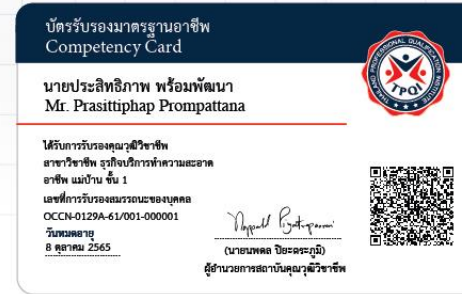 บัตรรับรองมาตรฐานอาชีพ
Competency Card
นายประสิทธิภาพ พร้อมพัฒนา
Mr. Prasittiphap Prompattana
ได้รับการรับรองคุณวุฒิวิชาชีพ
สาขาวิชาชีพ ธุรกิจบริการทำความสะอาด
อาชีพ แม่บ้าน ชั้น 1
เลขที่การรับรองสมรรถนะของบุคคล
OCCN-0129A-61/001-000001
วันหมดอายุ
8 ตุลาคม 2565
(นายนพดล ปิยะตระภูมิ)
ผู้อำนวยการสถาบันคุณวุฒิวิชาชีพ
THAILAND PROFESSIONAL QUALIFICATION INSTITUTE
TPQI